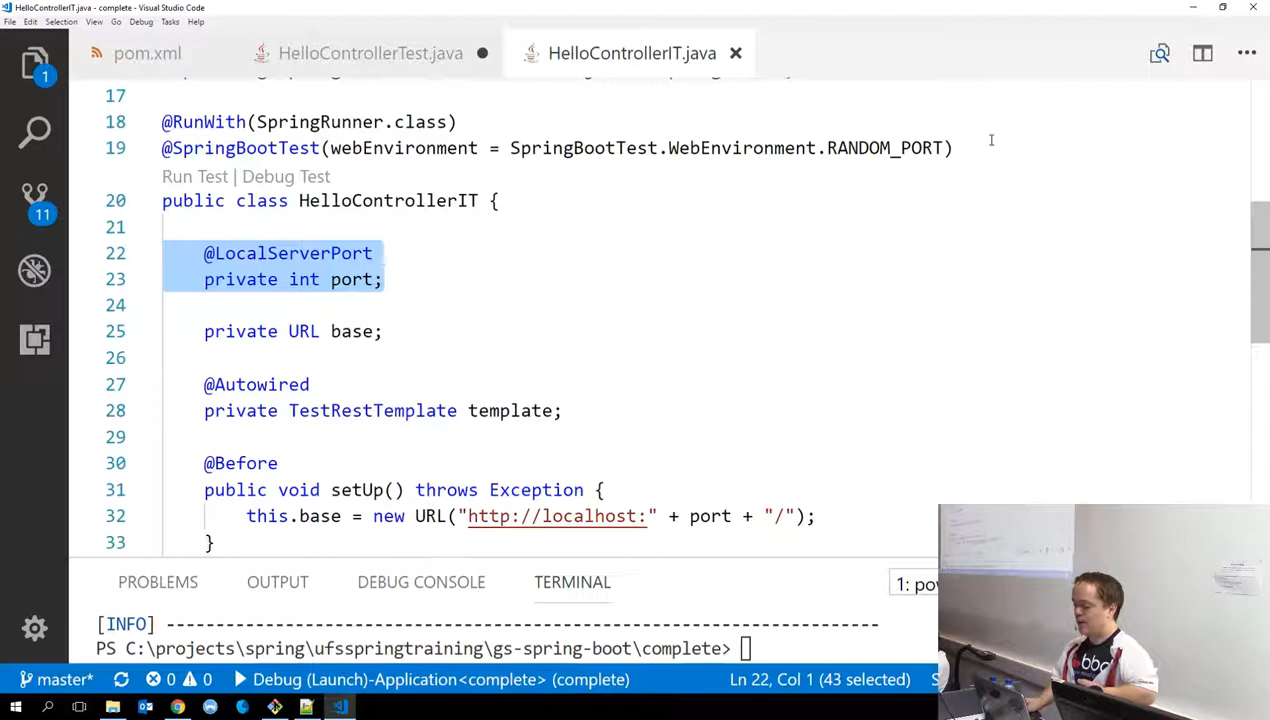 HelloControllerIT.java - complete - Visual Studio Code
File Edit Selection View Go Debug Tasks Help
pom.xml HelloControllerTest.java HelloControllerIT.java
17
18 @RunWith(SpringRunner.class)
19 @SpringBootTest(webEnvironment = SpringBootTest.WebEnvironment.RANDOM_PORT)
Run Test | Debug Test
20 public class HelloControllerIT {
21
22 @LocalServerPort
23 private int port;
24
25 private URL base;
26
27 @Autowired
28 private TestRestTemplate template;
29
30 @Before
31 public void setUp() throws Exception {
32 this.base = new URL("http://localhost:" + port + "/");
33 }
1
11
PROBLEMS OUTPUT DEBUG CONSOLE TERMINAL 1: pov
[INFO] ------------------------------------------------------------------------
PS C:\projects\spring\ufsspringtraining\gs-spring-boot\complete>
master* 0 0 Debug (Launch)-Application<complete> (complete) Ln 22, Col 1 (43 selected) S
bbd